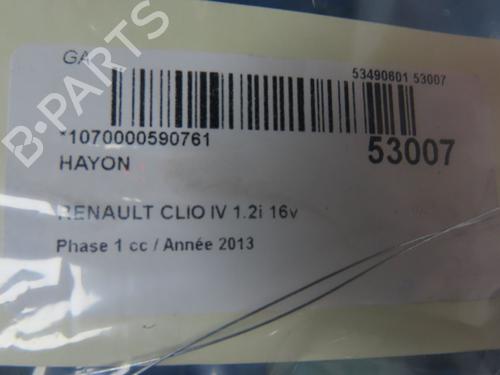 GA
53490601 53007
*1070000590761
53007
HAYON
RENAULT CLIO IV 1.2i 16v
Phase 1 cc / Année 2013
B-PARTS